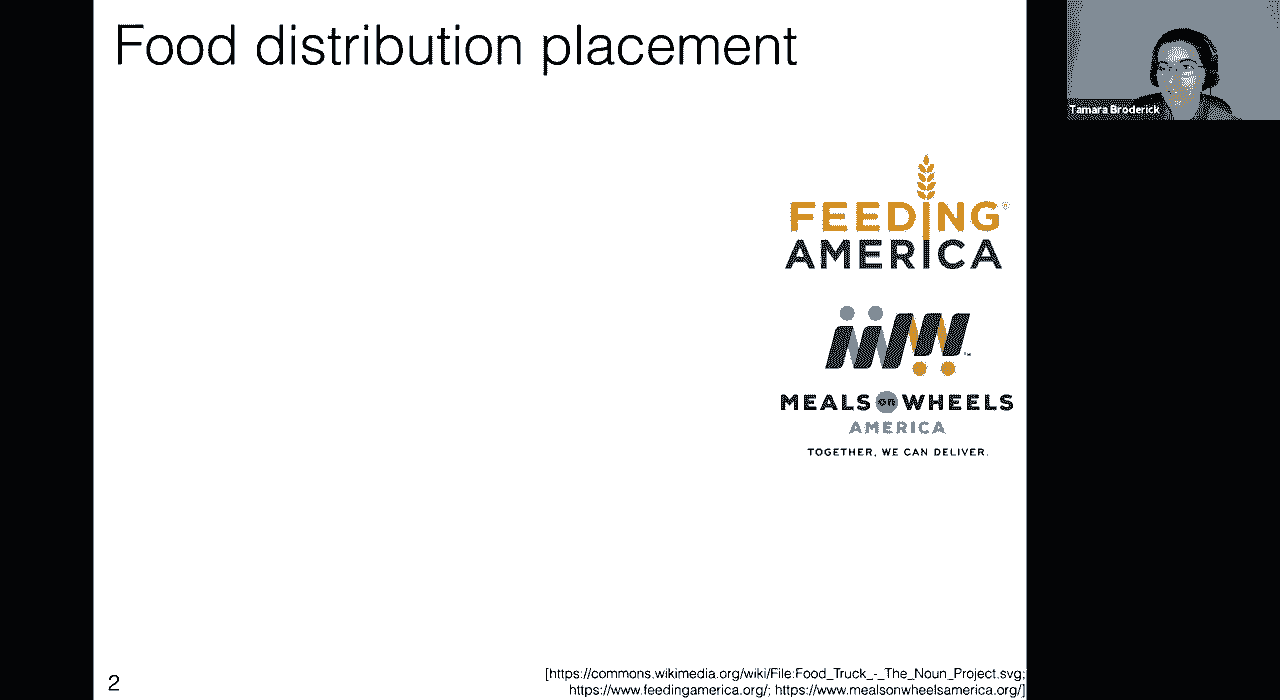 Food distribution placement
Tamara Broderick
FEEDING®
AMERICA
MEALS on WHEELS
AMERICA
TOGETHER, WE CAN DELIVER.
2
[https://commons.wikimedia.org/wiki/File:Food_Truck_-_The_Noun_Project.svg;
https://www.feedingamerica.org/; https://www.mealsonwheelsamerica.org/]